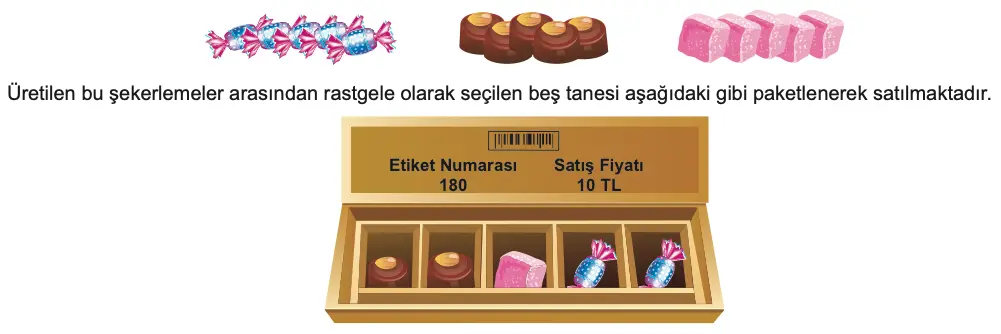 Üretilen bu şekerlemeler arasından rastgele olarak seçilen beş tanesi aşağıdaki gibi paketlenerek satılmaktadır.
Etiket Numarası Satış Fiyatı
180 10 TL